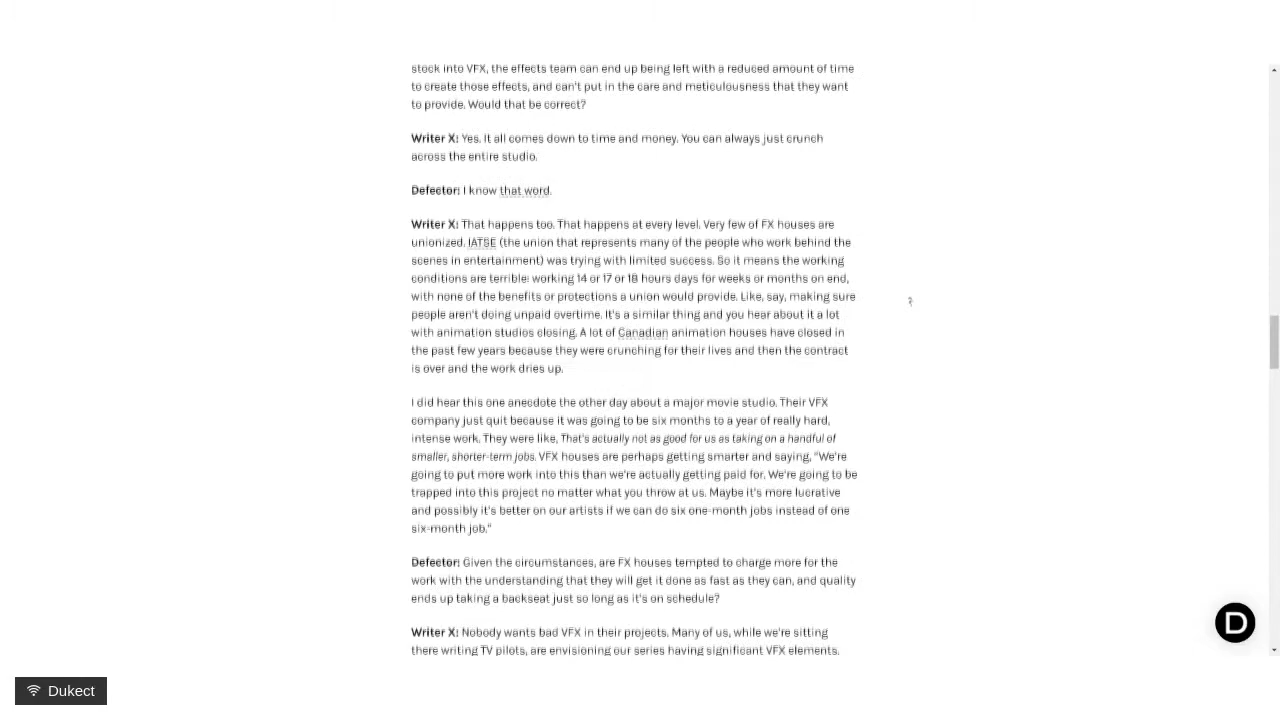 stock into VFX, the effects team can end up being left with a reduced amount of time
to create those effects, and can't put in the care and meticulousness that they want
to provide. Would that be correct?
Writer X: Yes. It all comes down to time and money. You can always just crunch
across the entire studio.
Defector: I know that word.
Writer X: That happens too. That happens at every level. Very few of FX houses are
unionized. IATSE (the union that represents many of the people who work behind the
scenes in entertainment) was trying with limited success. So it means the working
conditions are terrible: working 14 or 17 or 18 hours days for weeks or months on end,
with none of the benefits or protections a union would provide. Like, say, making sure
people aren't doing unpaid overtime. It's a similar thing and you hear about it a lot
with animation studios closing. A lot of Canadian animation houses have closed in
the past few years because they were crunching for their lives and then the contract
is over and the work dries up.
I did hear this one anecdote the other day about a major movie studio. Their VFX
company just quit because it was going to be six months to a year of really hard,
intense work. They were like, That's actually not as good for us as taking on a handful of
smaller, shorter-term jobs. VFX houses are perhaps getting smarter and saying, "We're
going to put more work into this than we're actually getting paid for. We're going to be
trapped into this project no matter what you throw at us. Maybe it's more lucrative
and possibly it's better on our artists if we can do six one-month jobs instead of one
six-month job."
Defector: Given the circumstances, are FX houses tempted to charge more for the
work with the understanding that they will get it done as fast as they can, and quality
ends up taking a backseat just so long as it's on schedule?
Writer X: Nobody wants bad VFX in their projects. Many of us, while we're sitting
there writing TV pilots, are envisioning our series having significant VFX elements.
D
Dukect